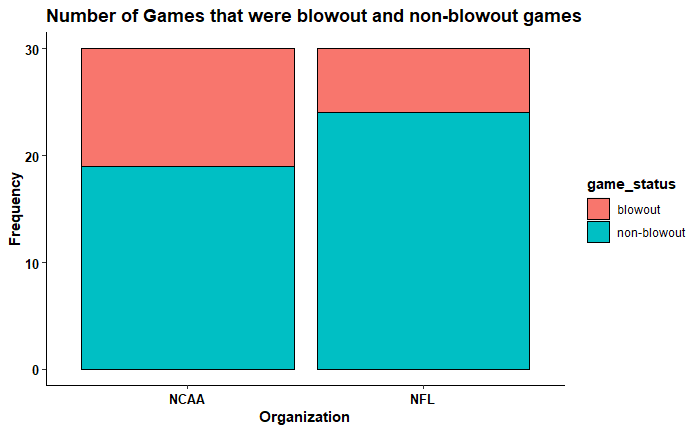 Number of Games that were blowout and non-blowout games
Frequency
30
20
10
0
NCAA
NFL
Organization
game_status
blowout
non-blowout